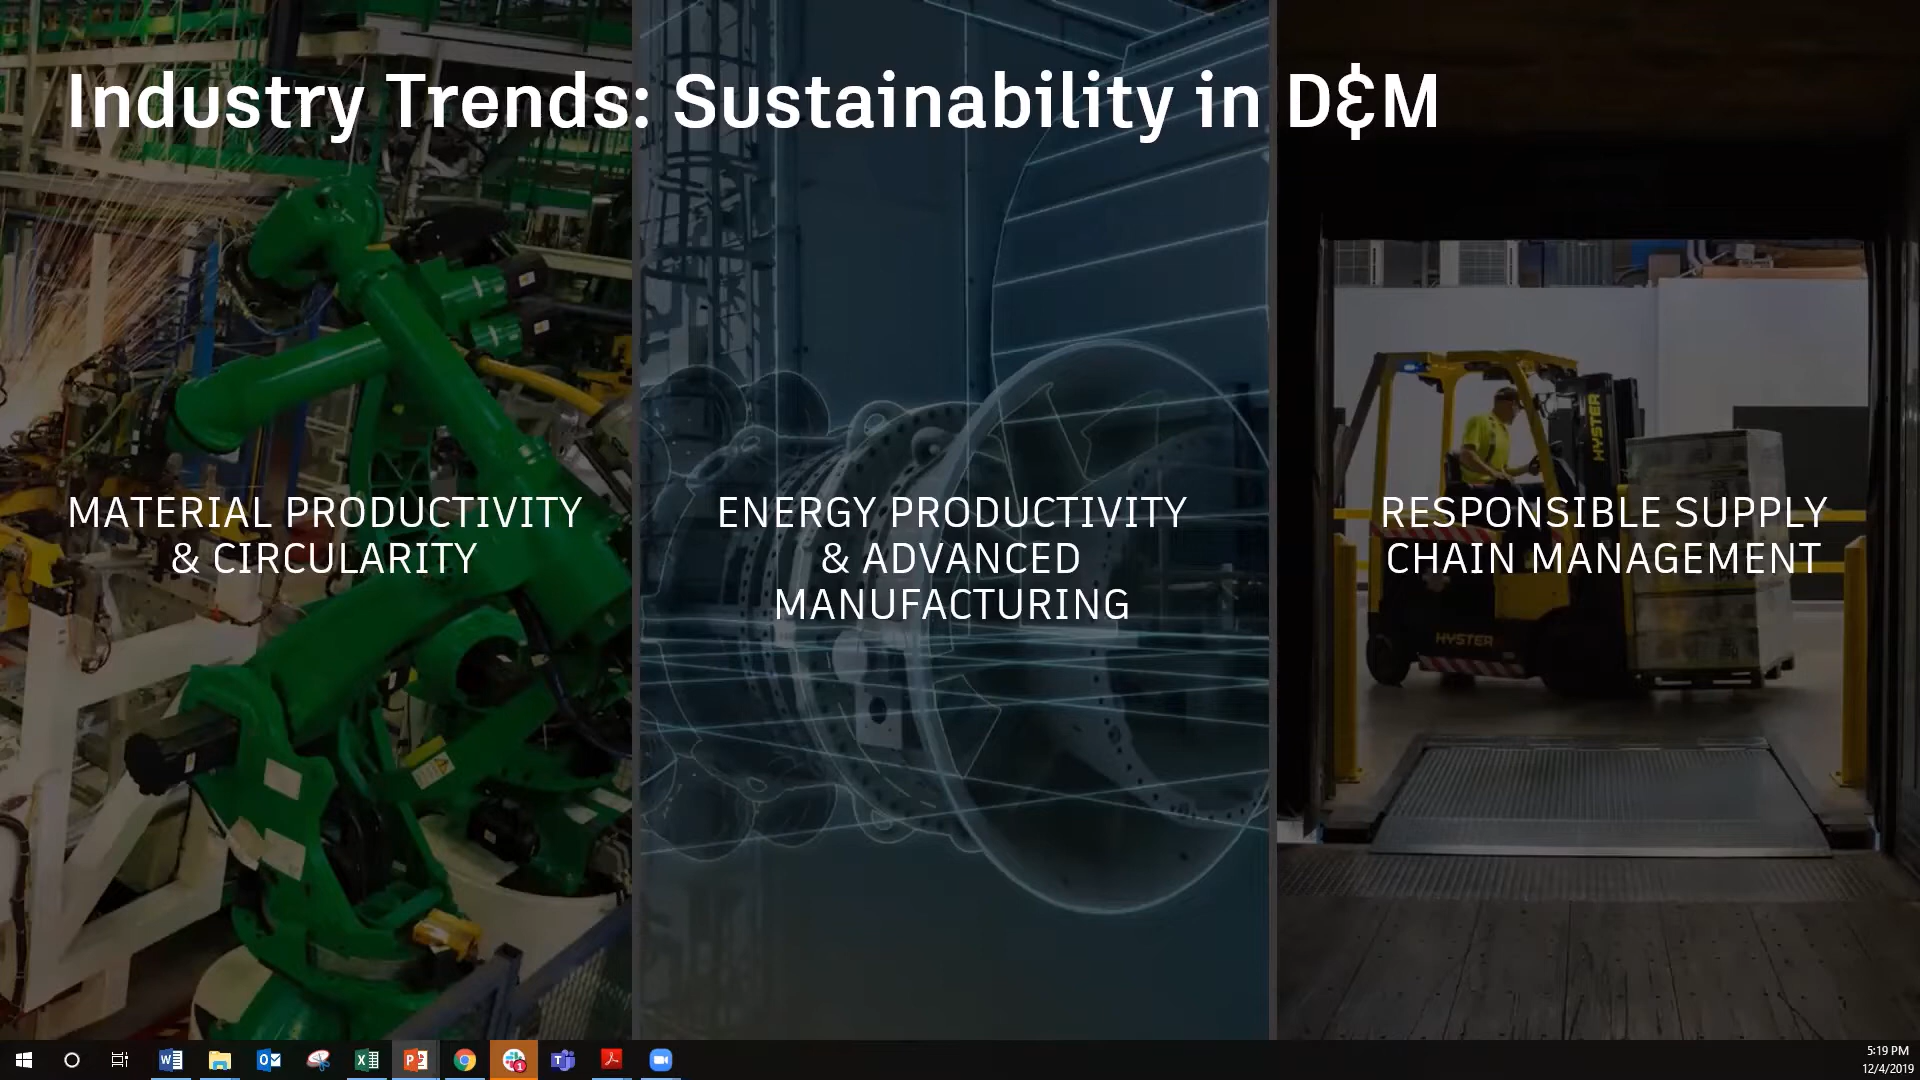 Industry Trends: Sustainability in D&M
MATERIAL PRODUCTIVITY
& CIRCULARITY
ENERGY PRODUCTIVITY
& ADVANCED
MANUFACTURING
RESPONSIBLE SUPPLY
CHAIN MANAGEMENT
HYSTER
HYSTER
1
5:19 PM
12/4/2019